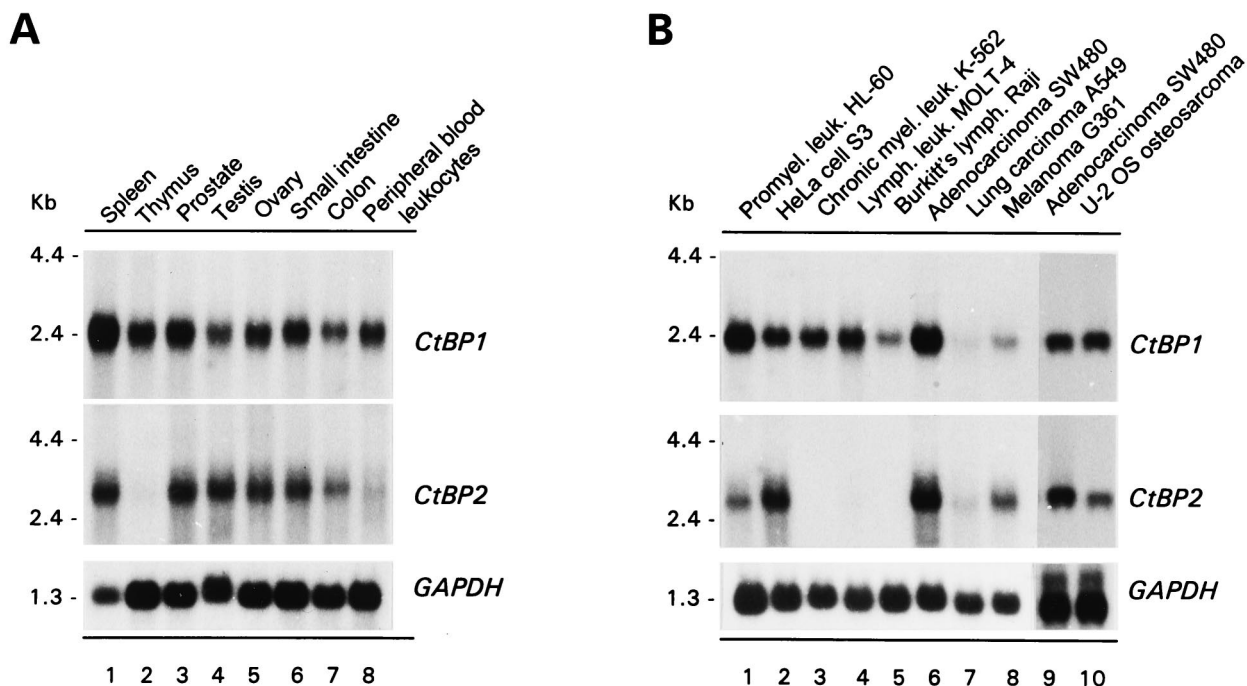 A
Kb
Spleen
Thymus
Prostate
Testis
Ovary
Small intestine
Colon
Peripheral blood
leukocytes
4.4 -
2.4 -
CtBP1
4.4 -
2.4 -
CtBP2
1.3 -
GAPDH
1 2 3 4 5 6 7 8
B
Kb
Promyel. leuk. HL-60
HeLa cell S3
Chronic myel. leuk. K-562
Lymph. leuk. MOLT-4
Burkitt's lymph. Raji
Adenocarcinoma SW480
Lung carcinoma A549
Melanoma G361
Adenocarcinoma SW480
U-2 OS osteosarcoma
4.4 -
2.4 -
CtBP1
4.4 -
2.4 -
CtBP2
1.3 -
GAPDH
1 2 3 4 5 6 7 8 9 10